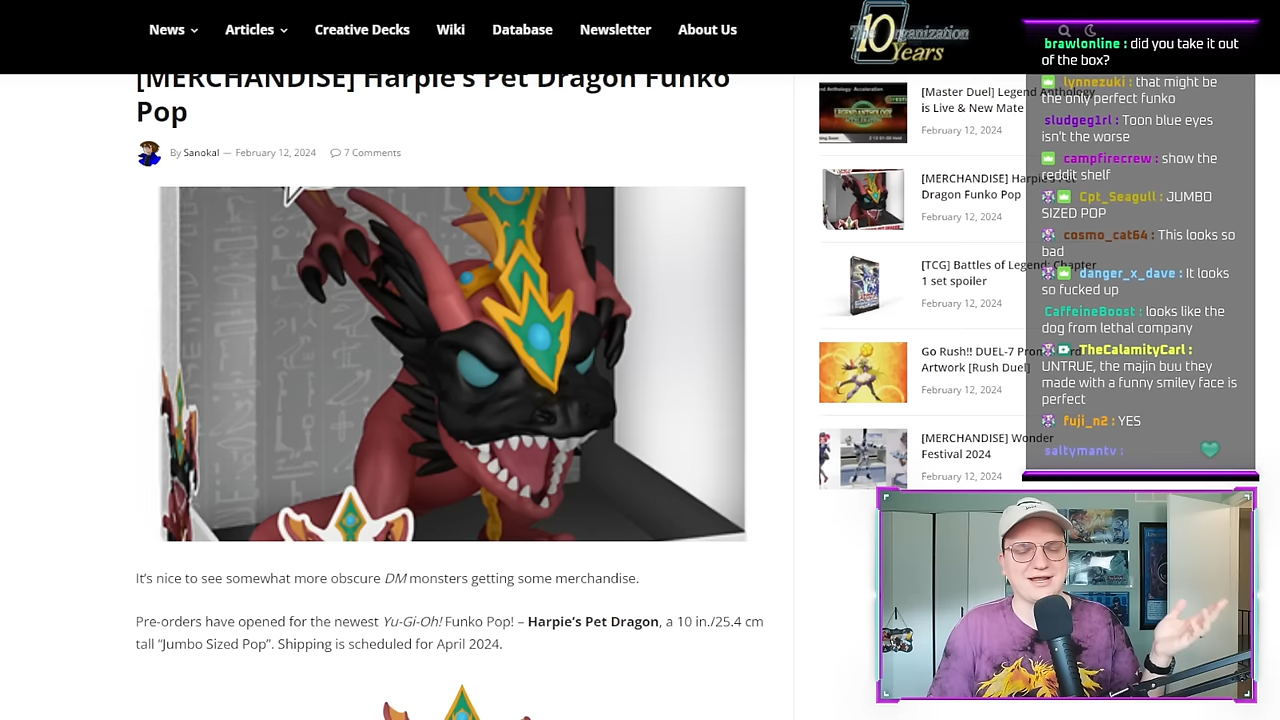 News Articles Creative Decks Wiki Database Newsletter About Us
The 10 Organization
Years
[MERCHANDISE] Harpie's Pet Dragon Funko
Pop
By Sanokal — February 12, 2024 7 Comments
It's nice to see somewhat more obscure DM monsters getting some merchandise.
Pre-orders have opened for the newest Yu-Gi-Oh! Funko Pop! – Harpie's Pet Dragon, a 10 in./25.4 cm
tall "Jumbo Sized Pop". Shipping is scheduled for April 2024.
[Master Duel] Legend Anthology
is Live & New Mate
February 12, 2024
[MERCHANDISE] Harpie's Pet
Dragon Funko Pop
February 12, 2024
[TCG] Battles of Legend: Chapter
1 set spoiler
February 12, 2024
Go Rush!! DUEL-7 Promo Card
Artwork [Rush Duel]
February 12, 2024
[MERCHANDISE] Wonder
Festival 2024
February 12, 2024
brawlonline : did you take it out
of the box?
lynnezuki : that might be
the only perfect funko
sludgeg1rl : Toon blue eyes
isn't the worse
campfirecrew : show the
reddit shelf
Cpt_Seagull : JUMBO
SIZED POP
cosmo_cat64 : This looks so
bad
danger_x_dave : It looks
so fucked up
CaffeineBoost : looks like the
dog from lethal company
TheCalamityCarl :
UNTRUE, the majin buu they
made with a funny smiley face is
perfect
fuji_n2 : YES
saltymantv :